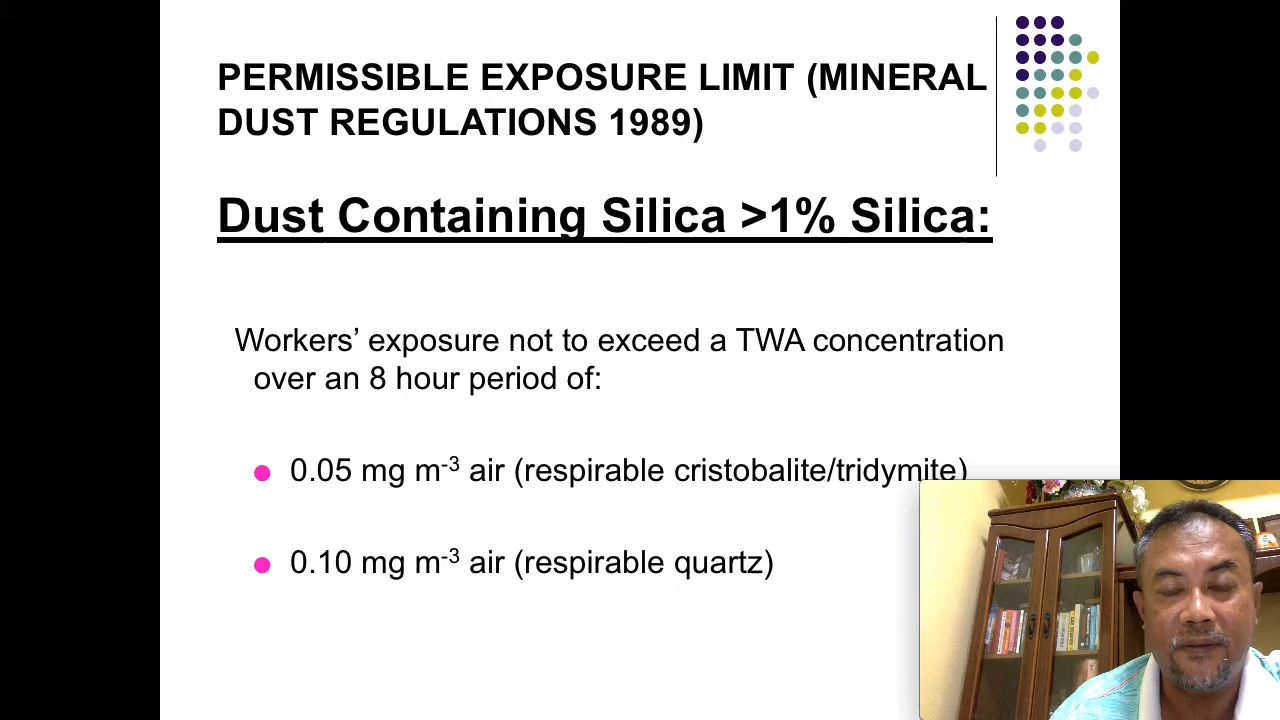 PERMISSIBLE EXPOSURE LIMIT (MINERAL
DUST REGULATIONS 1989)
Dust Containing Silica >1% Silica:
Workers’ exposure not to exceed a TWA concentration
over an 8 hour period of:
0.05 mg m⁻³ air (respirable cristobalite/tridymite)
0.10 mg m⁻³ air (respirable quartz)